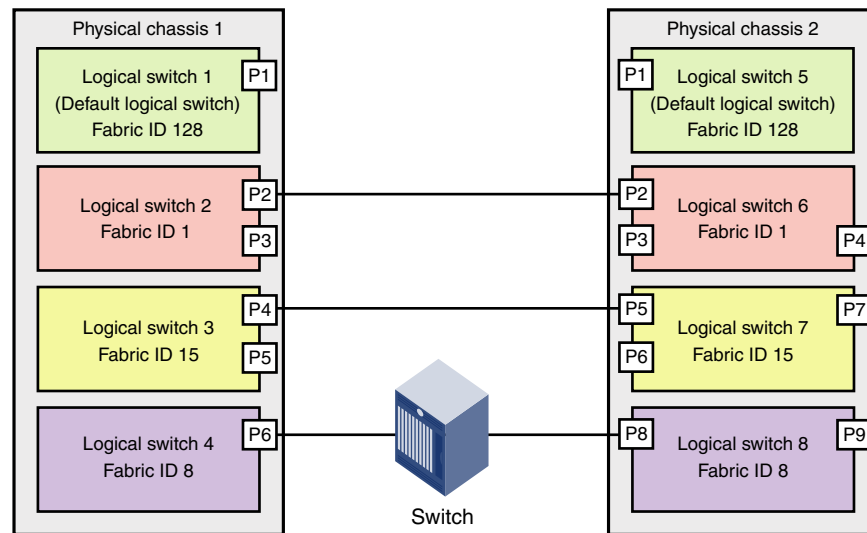 Physical chassis 1
Logical switch 1
(Default logical switch)
Fabric ID 128
P1
Logical switch 2
Fabric ID 1
P2
P3
Logical switch 3
Fabric ID 15
P4
P5
Logical switch 4
Fabric ID 8
P6
Switch
Physical chassis 2
P1
Logical switch 5
(Default logical switch)
Fabric ID 128
P2
P3
Logical switch 6
Fabric ID 1
P4
P5
P6
Logical switch 7
Fabric ID 15
P7
P8
Logical switch 8
Fabric ID 8
P9